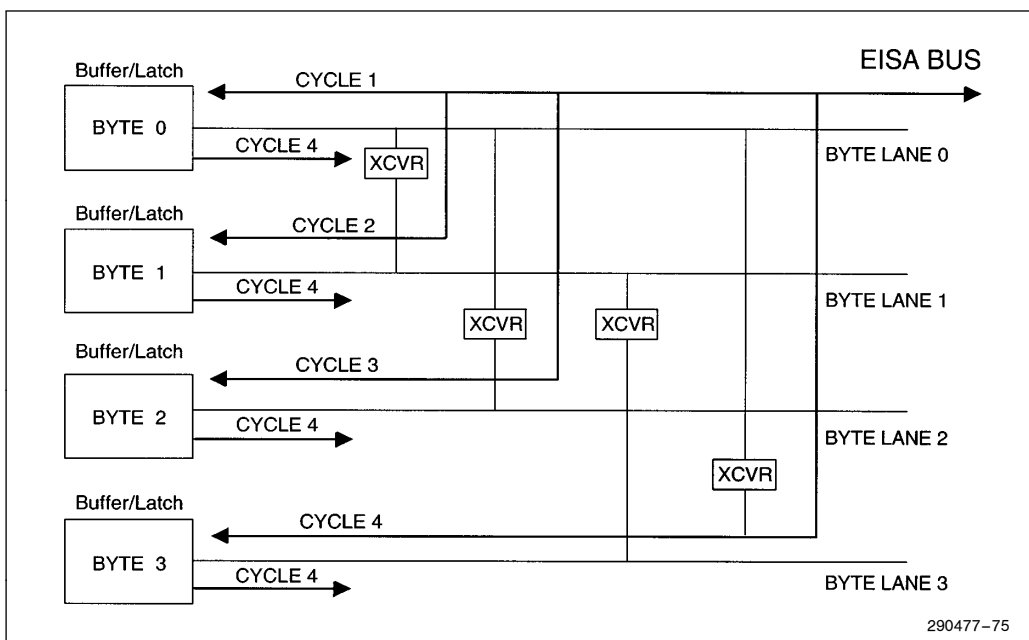 EISA BUS
Buffer/Latch
CYCLE 1
BYTE 0
CYCLE 4
XCVR
BYTE LANE 0
Buffer/Latch
CYCLE 2
BYTE 1
CYCLE 4
BYTE LANE 1
XCVR
XCVR
Buffer/Latch
CYCLE 3
BYTE 2
CYCLE 4
BYTE LANE 2
XCVR
Buffer/Latch
CYCLE 4
BYTE 3
CYCLE 4
BYTE LANE 3
290477–75